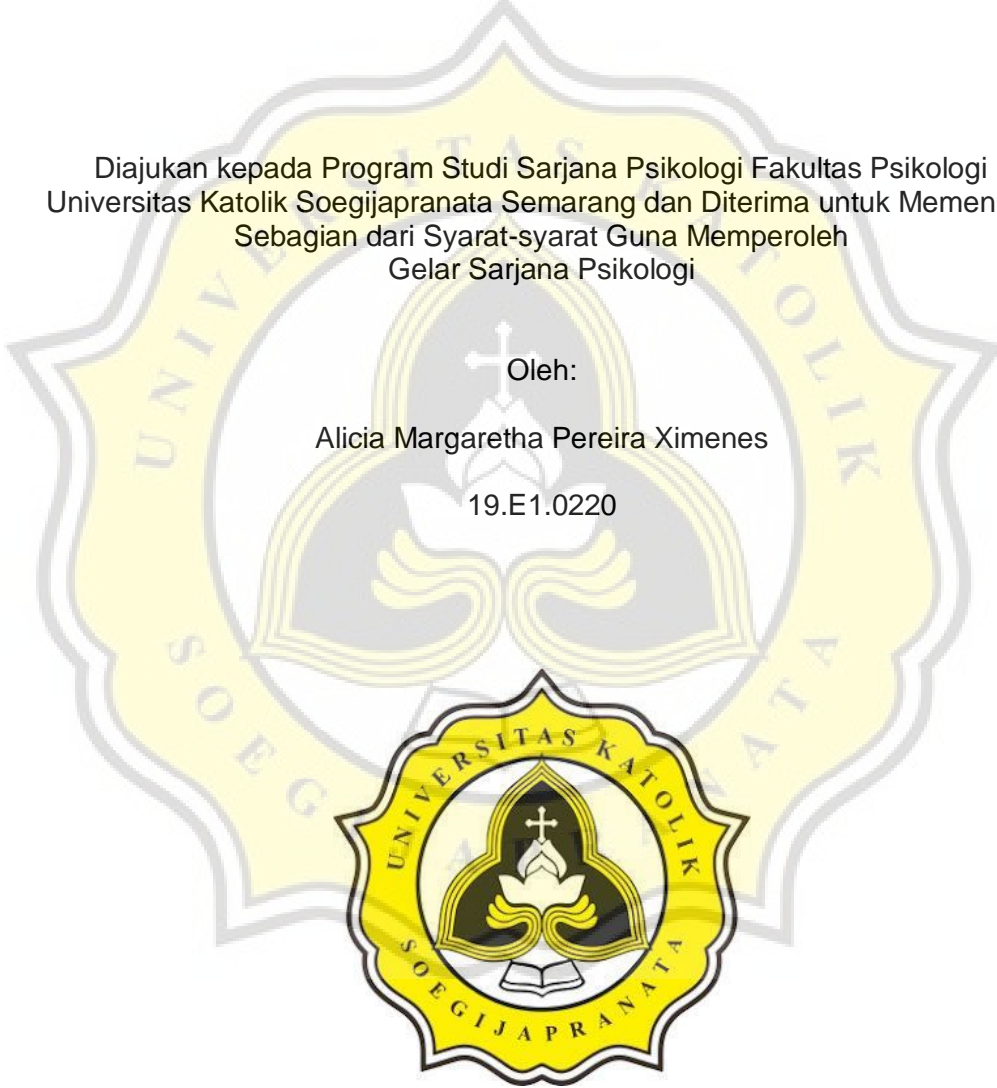 Diajukan kepada Program Studi Sarjana Psikologi Fakultas Psikologi
Universitas Katolik Soegijapranata Semarang dan Diterima untuk Memen
Sebagian dari Syarat-syarat Guna Memperoleh
Gelar Sarjana Psikologi
Oleh:
Alicia Margaretha Pereira Ximenes
19.E1.0220
UNIVERSITAS KATOLIK
SOEGIJAPRANATA